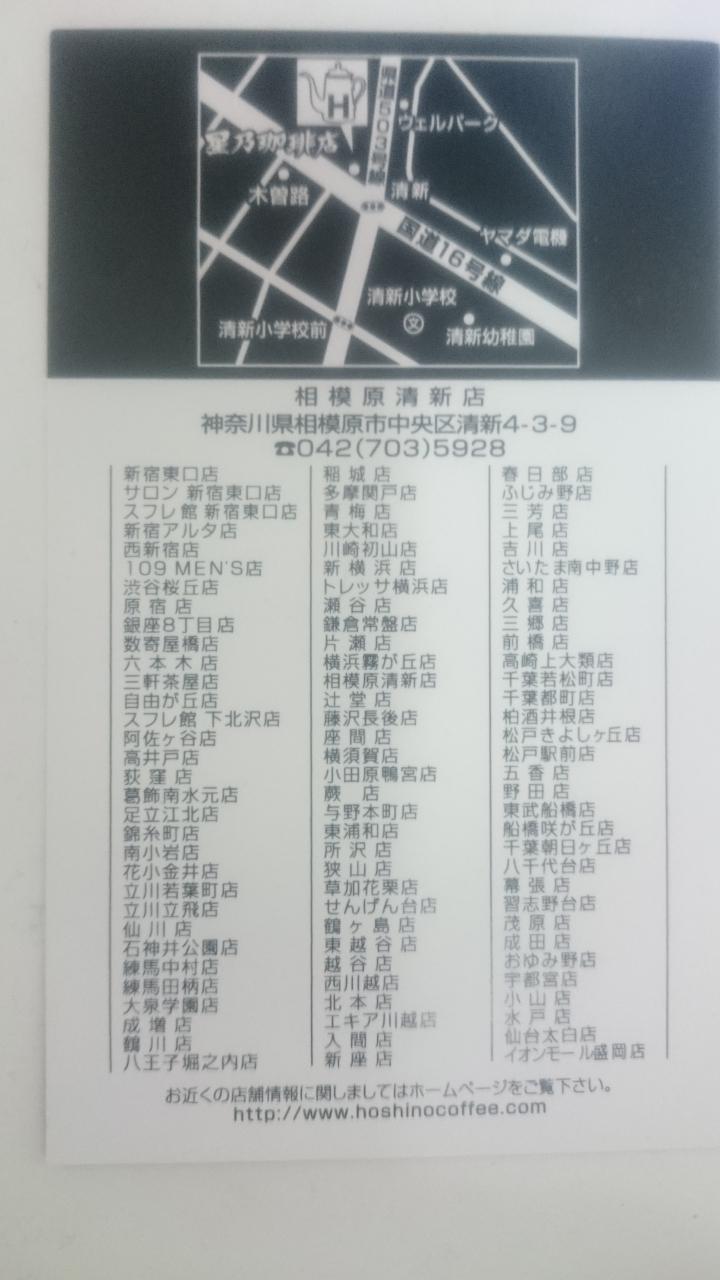 H
県道503号線
ウェルパーク
星乃珈琲店
木曽路
清新
国道16号線
ヤマダ電機
清新小学校
文
清新小学校前
清新幼稚園
相模原清新店
神奈川県相模原市中央区清新4-3-9
☎042(703)5928
新宿東口店
サロン 新宿東口店
スフレ館 新宿東口店
新宿アルタ店
西新宿店
109 MEN'S店
渋谷桜丘店
原宿店
銀座8丁目店
数寄屋橋店
六本木店
三軒茶屋店
自由が丘店
スフレ館 下北沢店
阿佐ヶ谷店
高井戸店
荻窪店
葛飾南水元店
足立江北店
錦糸町店
南小岩店
花小金井店
立川若葉町店
立川立飛店
仙川店
石神井公園店
練馬中村店
練馬田柄店
大泉学園店
成増店
鶴川店
八王子堀之内店
稲城店
多摩関戸店
青梅店
東大和店
川崎初山店
新横浜店
トレッサ横浜店
瀬谷店
鎌倉常盤店
片瀬店
横浜霧が丘店
相模原清新店
辻堂店
藤沢長後店
座間店
横須賀店
小田原鴨宮店
蕨 店
与野本町店
東浦和店
所沢店
狭山店
草加花栗店
せんげん台店
鶴ヶ島店
東越谷店
越谷店
西川越店
北本店
エキア川越店
入間店
新座店
春日部店
ふじみ野店
三芳店
上尾店
吉川店
さいたま南中野店
浦和店
久喜店
三郷店
前橋店
高崎上大類店
千葉若松町店
千葉都町店
柏酒井根店
松戸きよしヶ丘店
松戸駅前店
五香店
野田店
東武船橋店
船橋咲が丘店
千葉朝日ヶ丘店
八千代台店
幕張店
習志野台店
茂原店
成田店
おゆみ野店
宇都宮店
小山店
水戸店
仙台太白店
イオンモール盛岡店
お近くの店舗情報に関しましてはホームページをご覧下さい。
http://www.hoshinocoffee.com